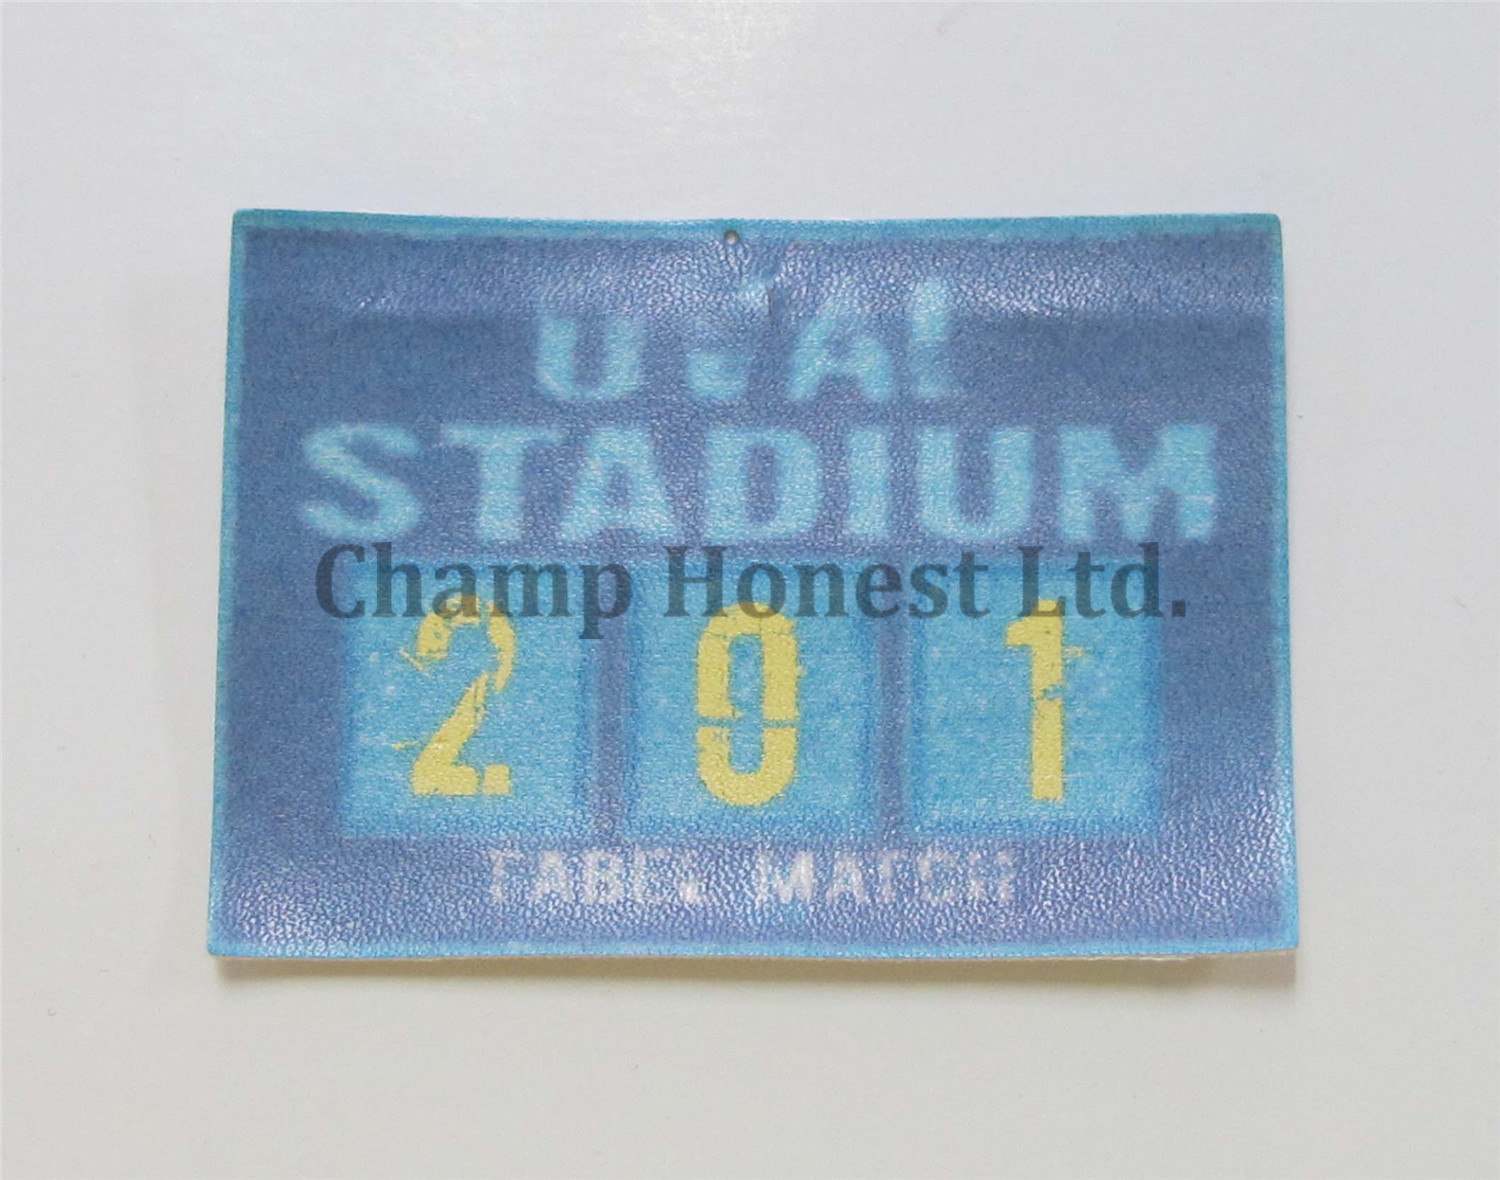 STADIUM
Champ Honest Ltd.
2 0 1
MATCH